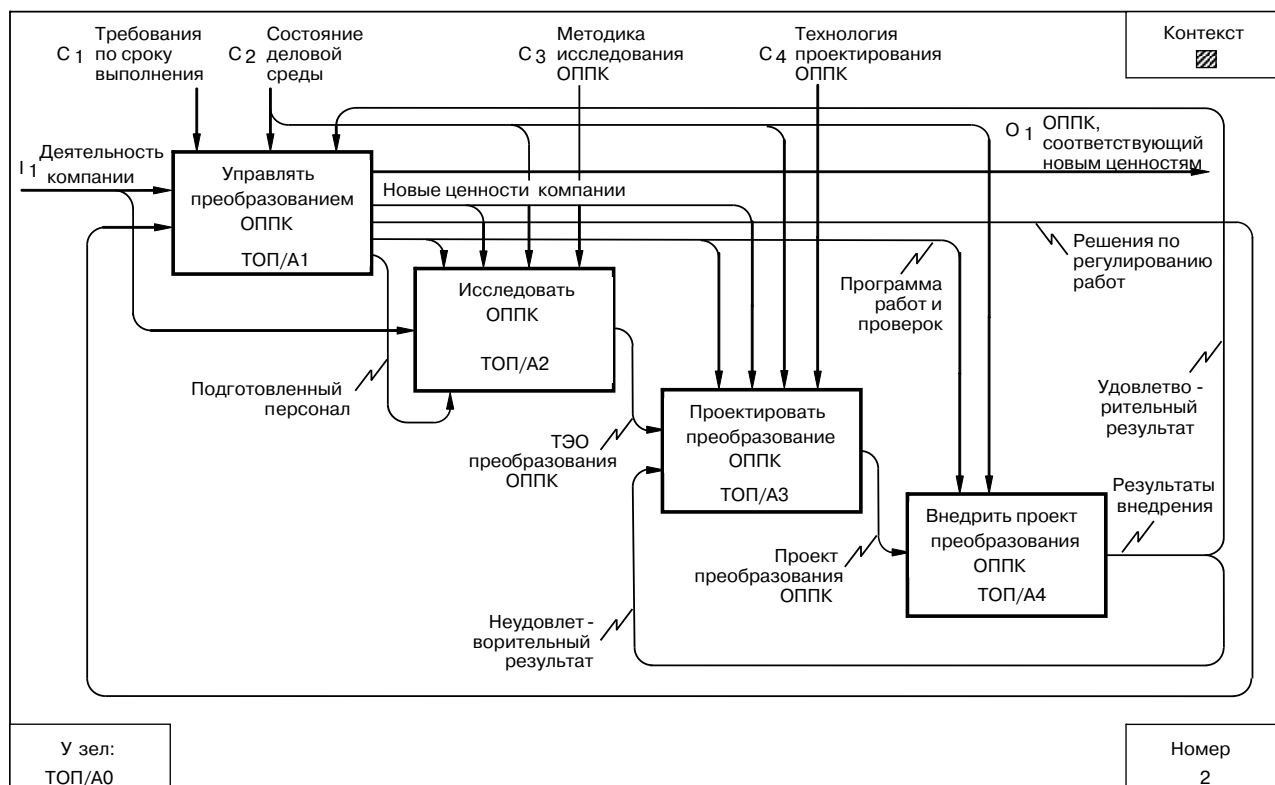 C 1
Требования
по сроку
выполнения
C 2
Состояние
деловой
среды
C 3
Методика
исследования
ОППК
C 4
Технология
проектирования
ОППК
Контекст
I 1
Деятельность
компании
O 1
ОППК,
соответствующий
новым ценностям
Управлять
преобразованием
ОППК
ТОП/А1
Новые ценности компании
Решения по
регулированию
работ
Программа
работ и
проверок
Исследовать
ОППК
ТОП/А2
Подготовленный
персонал
ТЭО
преобразования
ОППК
Проектировать
преобразование
ОППК
ТОП/А3
Удовлетво -
рительный
результат
Результаты
внедрения
Внедрить проект
преобразования
ОППК
ТОП/А4
Проект
преобразования
ОППК
Неудовлет -
ворительный
результат
У зел:
ТОП/А0
Номер
2